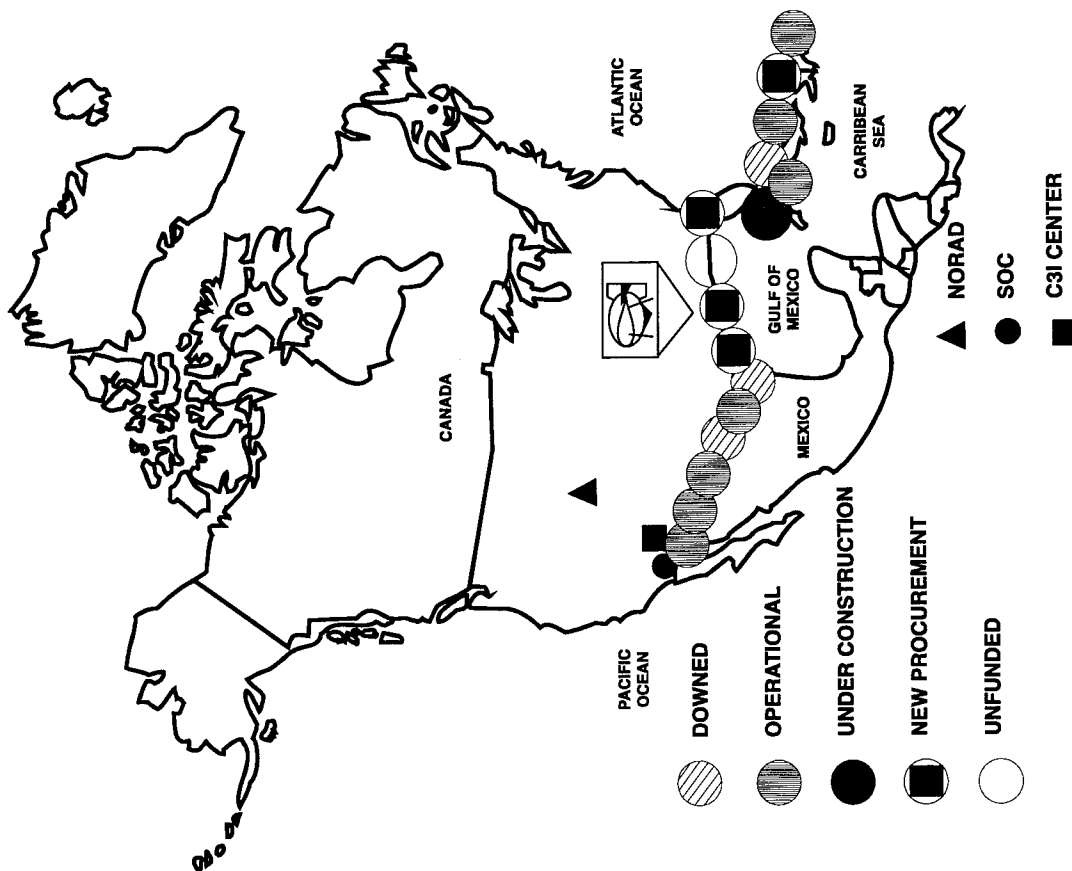 CANADA
PACIFIC
OCEAN
ATLANTIC
OCEAN
GULF OF
MEXICO
MEXICO
CARRIBEAN
SEA
DOWNED
OPERATIONAL
UNDER CONSTRUCTION
NEW PROCUREMENT
UNFUNDED
NORAD
SOC
C3I CENTER